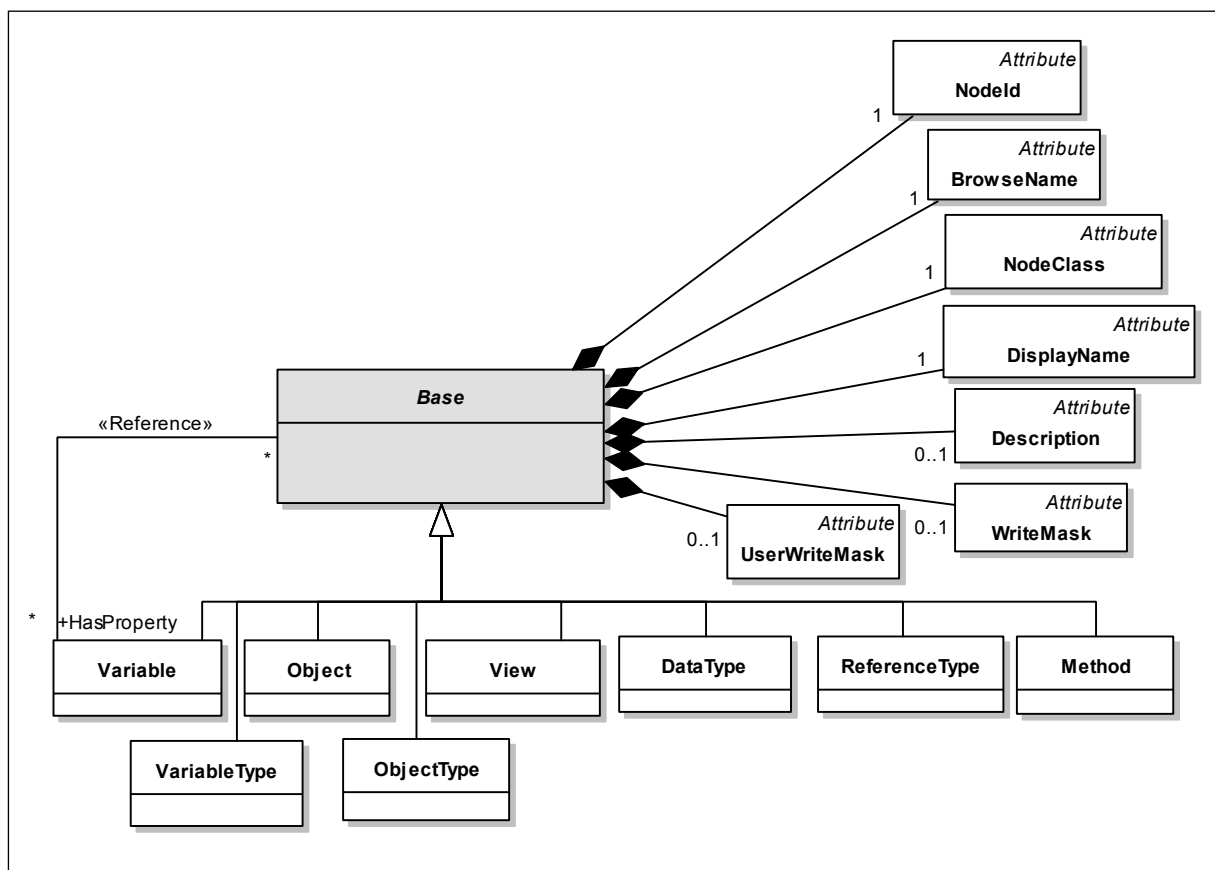 Attribute
NodeId
1
Attribute
BrowseName
1
Attribute
NodeClass
1
Attribute
DisplayName
1
Attribute
Description
0..1
Attribute
WriteMask
0..1
Attribute
UserWriteMask
0..1
Base
«Reference»
*
*
+HasProperty
Variable
Object
View
DataType
ReferenceType
Method
VariableType
ObjectType